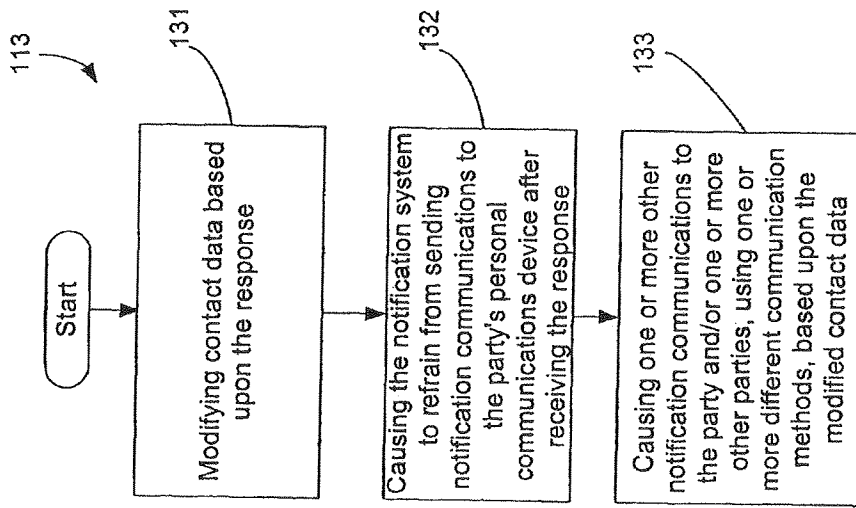 113
Start
131
Modifying contact data based
upon the response
132
Causing the notification system
to refrain from sending
notification communications to
the party's personal
communications device after
receiving the response
133
Causing one or more other
notification communications to
the party and/or one or more
other parties, using one or
more different communication
methods, based upon the
modified contact data